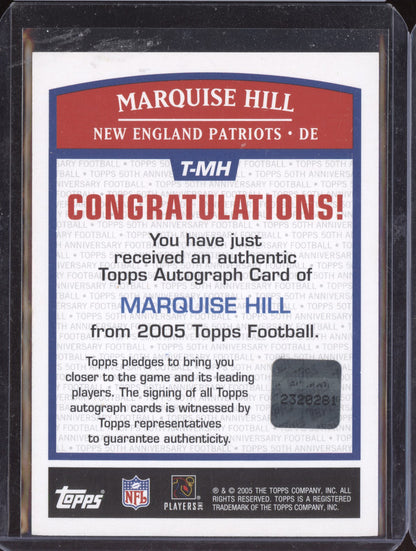 MARQUISE HILL
NEW ENGLAND PATRIOTS • DE
T-MH
CONGRATULATIONS!
You have just
received an authentic
Topps Autograph Card of
MARQUISE HILL
from 2005 Topps Football.
Topps pledges to bring you
closer to the game and its leading
players. The signing of all Topps
autograph cards is witnessed by
Topps representatives
to guarantee authenticity.
topps
NFL
PLAYERS INC
® & © 2005 THE TOPPS COMPANY, INC. ALL
RIGHTS RESERVED. TOPPS IS A REGISTERED
TRADEMARK OF THE TOPPS COMPANY, INC.